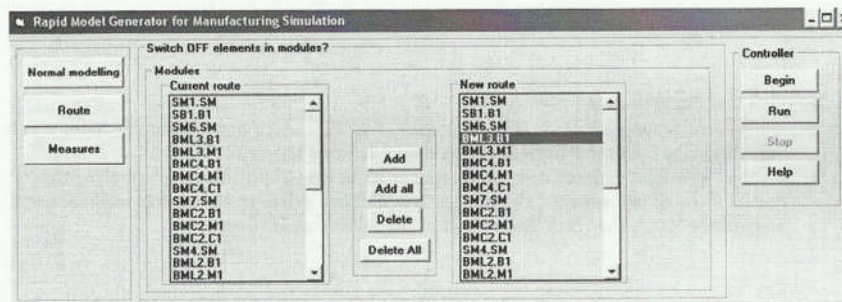 Rapid Model Generator for Manufacturing Simulation
Normal modelling
Route
Measures
Switch OFF elements in modules?
Modules
Current route
SM1.SM
SB1.B1
SM6.SM
BML3.B1
BML3.M1
BMC4.B1
BMC4.M1
BMC4.C1
SM7.SM
BMC2.B1
BMC2.M1
BMC2.C1
SM4.SM
BML2.B1
BML2.M1
Add
Add all
Delete
Delete All
New route
SM1.SM
SB1.B1
SM6.SM
BML3.B1
BML3.M1
BMC4.B1
BMC4.M1
BMC4.C1
SM7.SM
BMC2.B1
BMC2.M1
BMC2.C1
SM4.SM
BML2.B1
BML2.M1
Controller
Begin
Run
Stop
Help